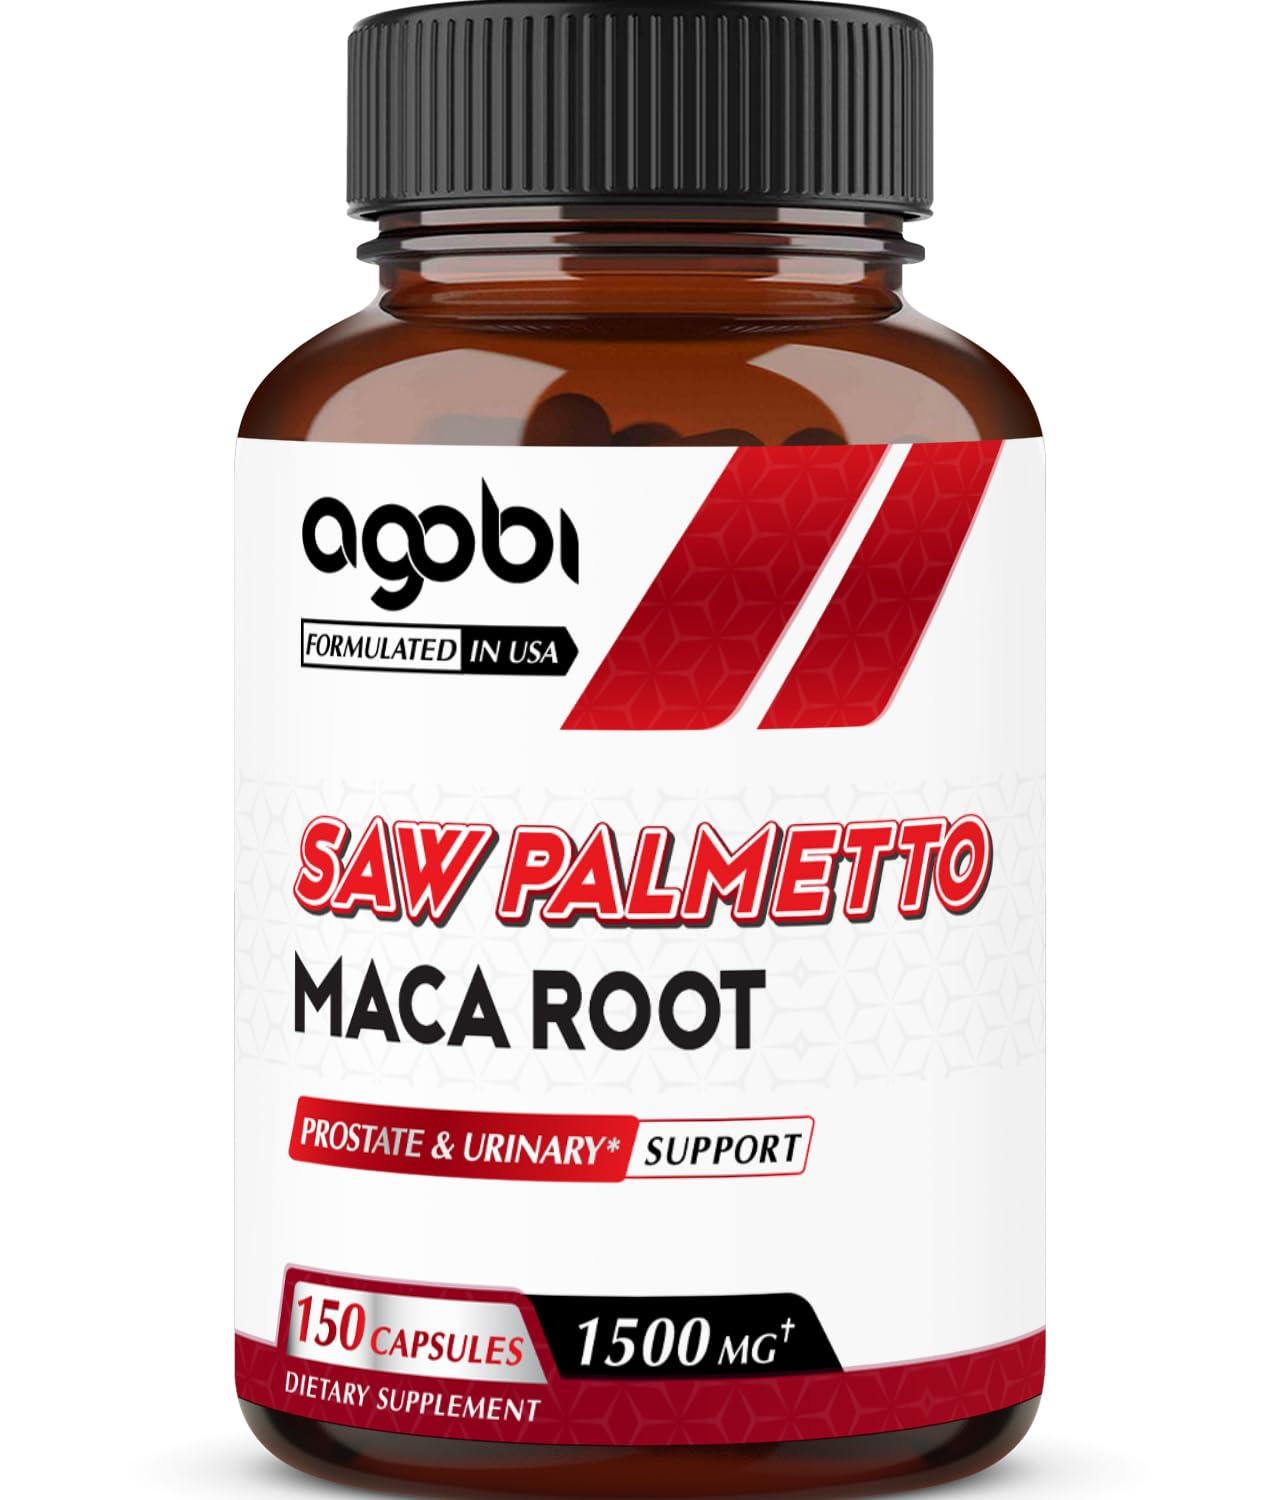 agobi
FORMULATED IN USA
SAW PALMETTO
MACA ROOT
PROSTATE & URINARY* SUPPORT
150 CAPSULES 1500 MG†
DIETARY SUPPLEMENT